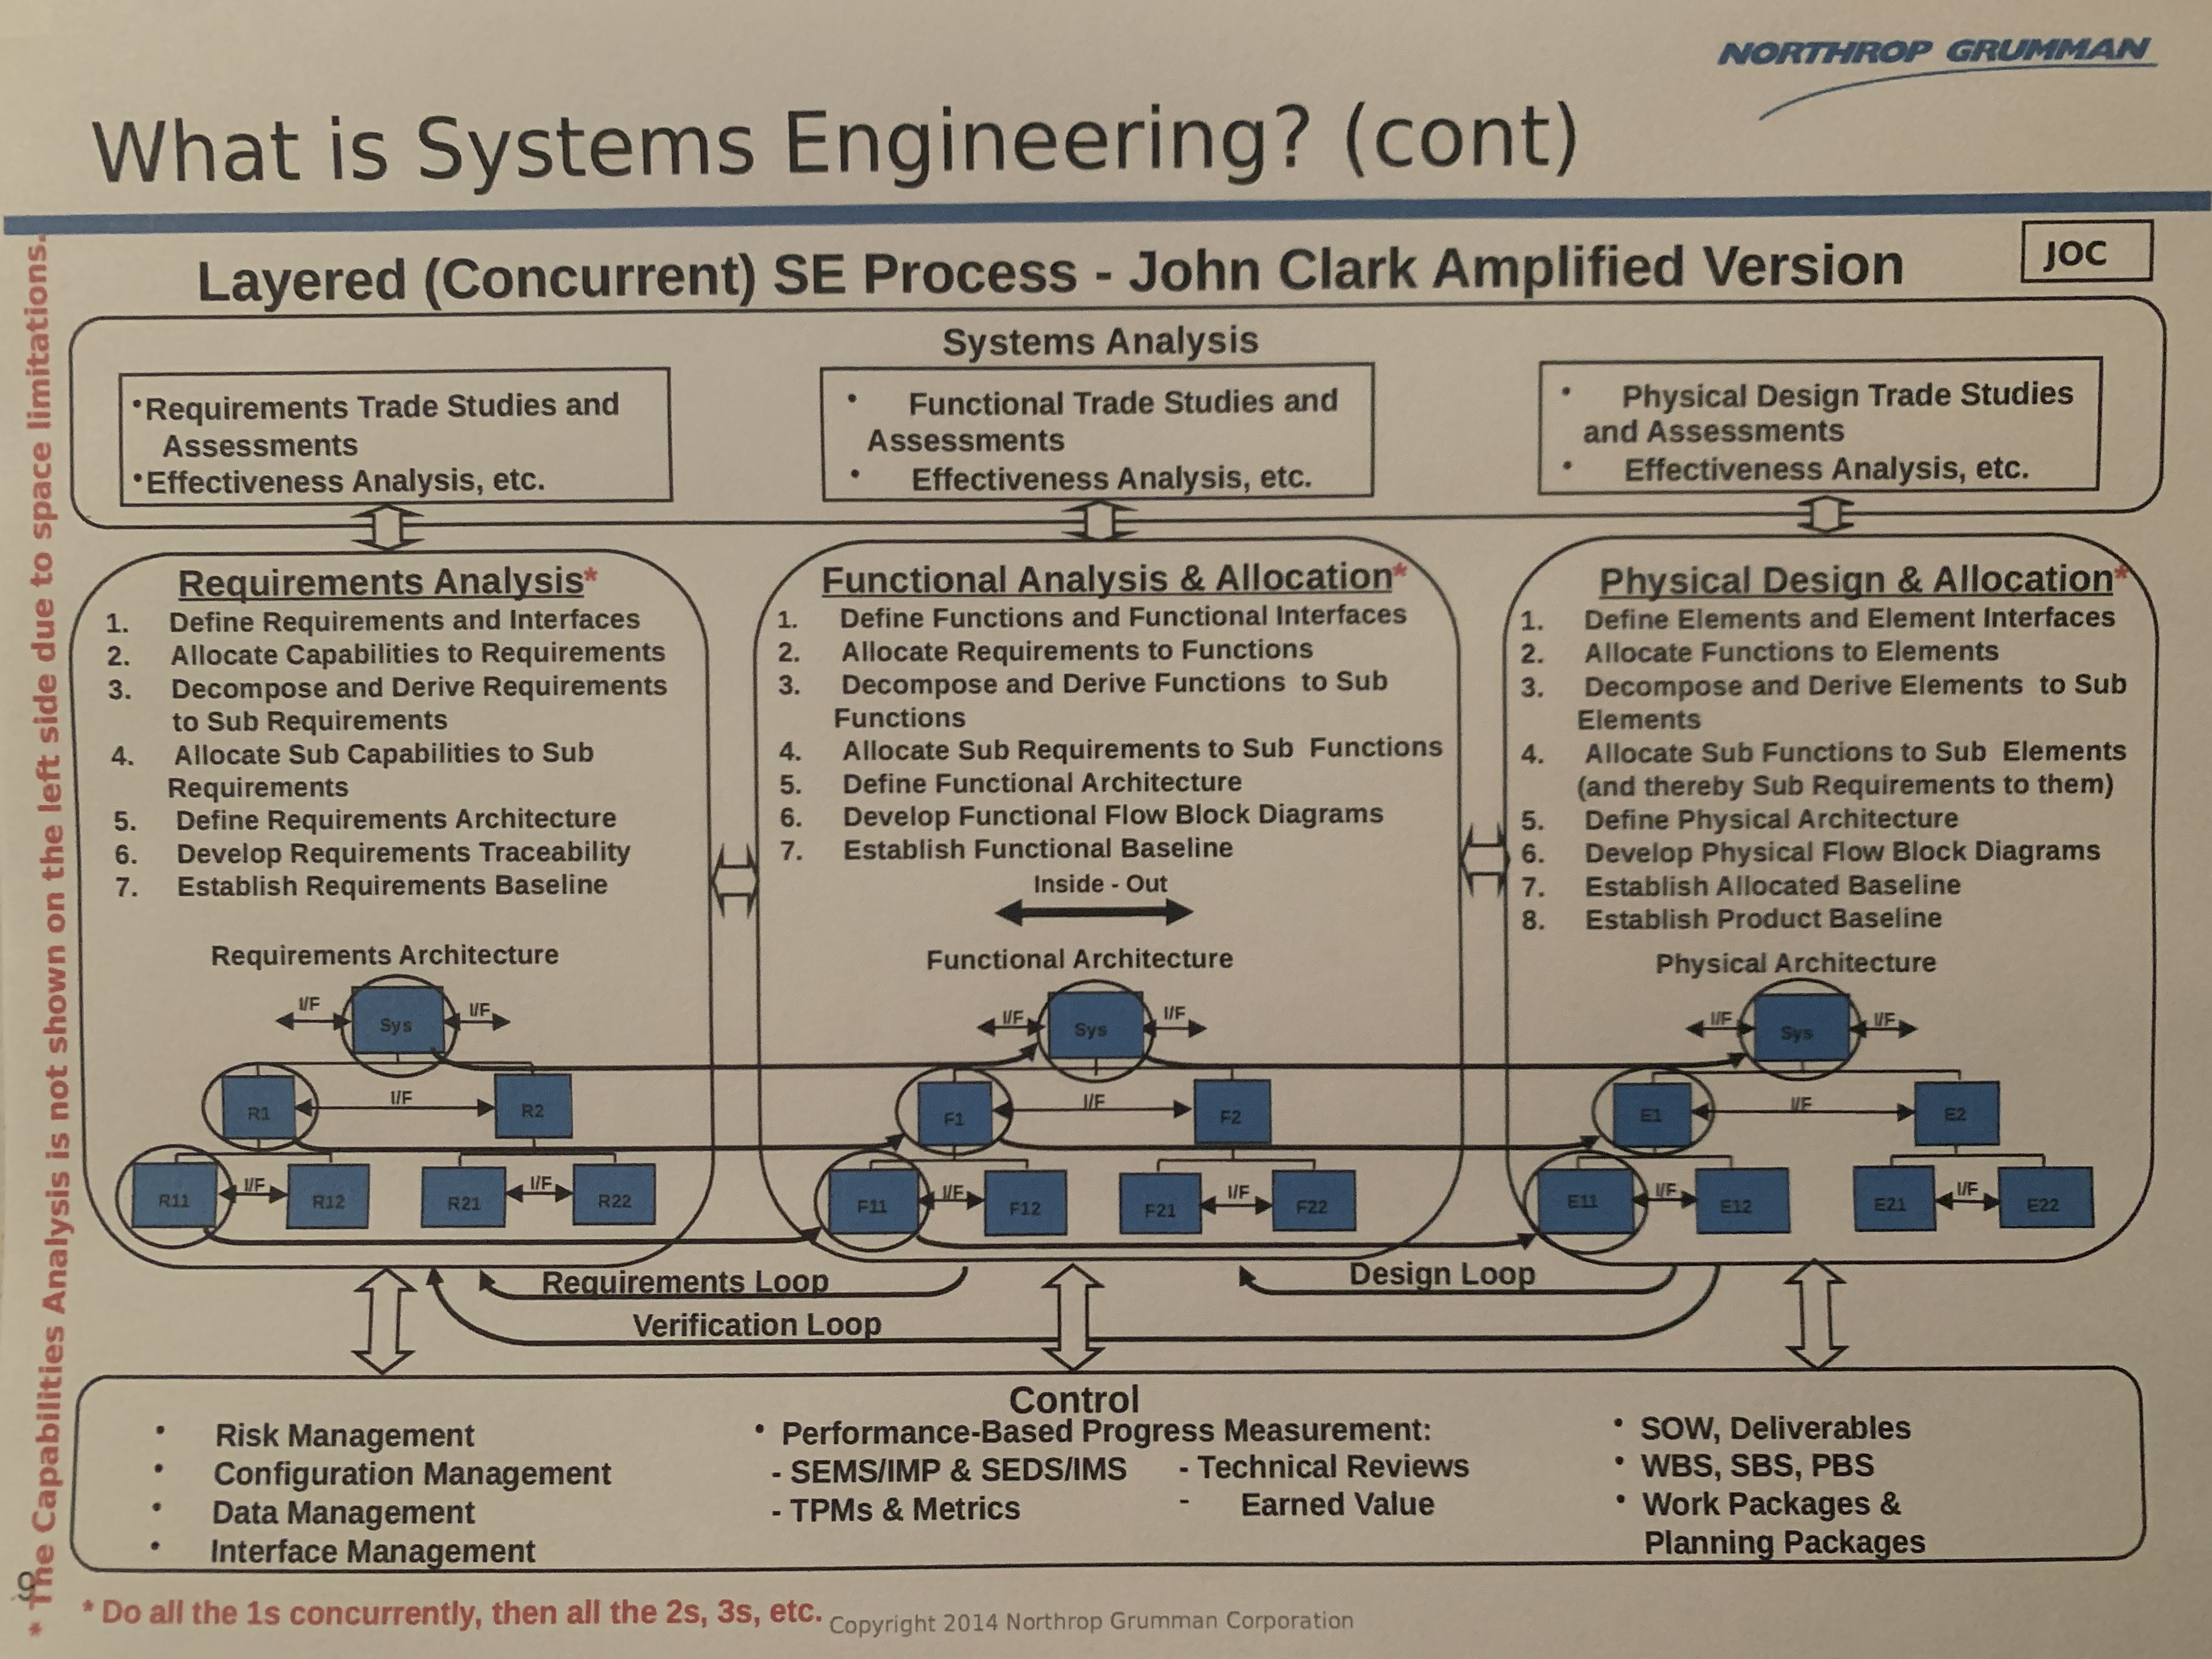 NORTHROP GRUMMAN
What is Systems Engineering? (cont)
Layered (Concurrent) SE Process - John Clark Amplified Version
JOC
Systems Analysis
•Requirements Trade Studies and
Assessments
•Effectiveness Analysis, etc.
• Functional Trade Studies and
Assessments
• Effectiveness Analysis, etc.
• Physical Design Trade Studies
and Assessments
• Effectiveness Analysis, etc.
Requirements Analysis*
1. Define Requirements and Interfaces
2. Allocate Capabilities to Requirements
3. Decompose and Derive Requirements
to Sub Requirements
4. Allocate Sub Capabilities to Sub
Requirements
5. Define Requirements Architecture
6. Develop Requirements Traceability
7. Establish Requirements Baseline
Requirements Architecture
I/F
Sys
I/F
R1
I/F
R2
R11
I/F
R12
R21
I/F
R22
Functional Analysis & Allocation*
1. Define Functions and Functional Interfaces
2. Allocate Requirements to Functions
3. Decompose and Derive Functions to Sub
Functions
4. Allocate Sub Requirements to Sub Functions
5. Define Functional Architecture
6. Develop Functional Flow Block Diagrams
7. Establish Functional Baseline
Inside - Out
Functional Architecture
I/F
Sys
I/F
F1
I/F
F2
F11
I/F
F12
F21
I/F
F22
Physical Design & Allocation*
1. Define Elements and Element Interfaces
2. Allocate Functions to Elements
3. Decompose and Derive Elements to Sub
Elements
4. Allocate Sub Functions to Sub Elements
(and thereby Sub Requirements to them)
5. Define Physical Architecture
6. Develop Physical Flow Block Diagrams
7. Establish Allocated Baseline
8. Establish Product Baseline
Physical Architecture
I/F
Sys
I/F
E1
I/F
E2
E11
I/F
E12
E21
I/F
E22
Requirements Loop
Design Loop
Verification Loop
Control
• Risk Management
• Configuration Management
• Data Management
• Interface Management
• Performance-Based Progress Measurement:
- SEMS/IMP & SEDS/IMS - Technical Reviews
- TPMs & Metrics - Earned Value
• SOW, Deliverables
• WBS, SBS, PBS
• Work Packages &
Planning Packages
* The Capabilities Analysis is not shown on the left side due to space limitations.
9
* Do all the 1s concurrently, then all the 2s, 3s, etc.
Copyright 2014 Northrop Grumman Corporation